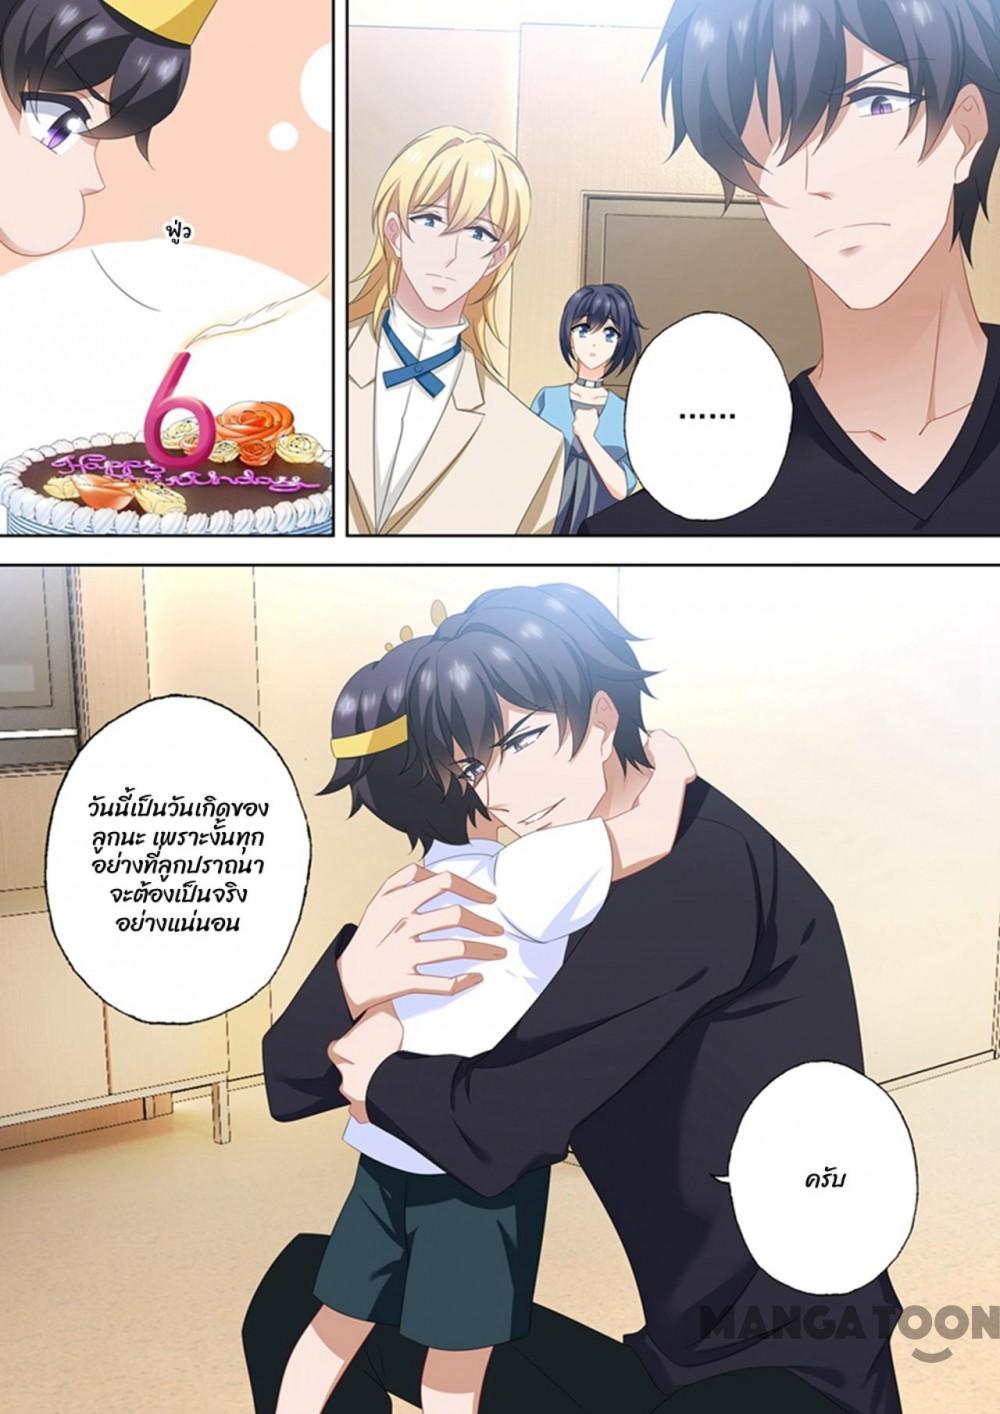 ฟู่ว
6
Happy
Birthday
......
วันนี้เป็นวันเกิดของ
ลูกนะ เพราะงั้นทุก
อย่างที่ลูกปราถนา
จะต้องเป็นจริง
อย่างแน่นอน
ครับ
MANGATOON